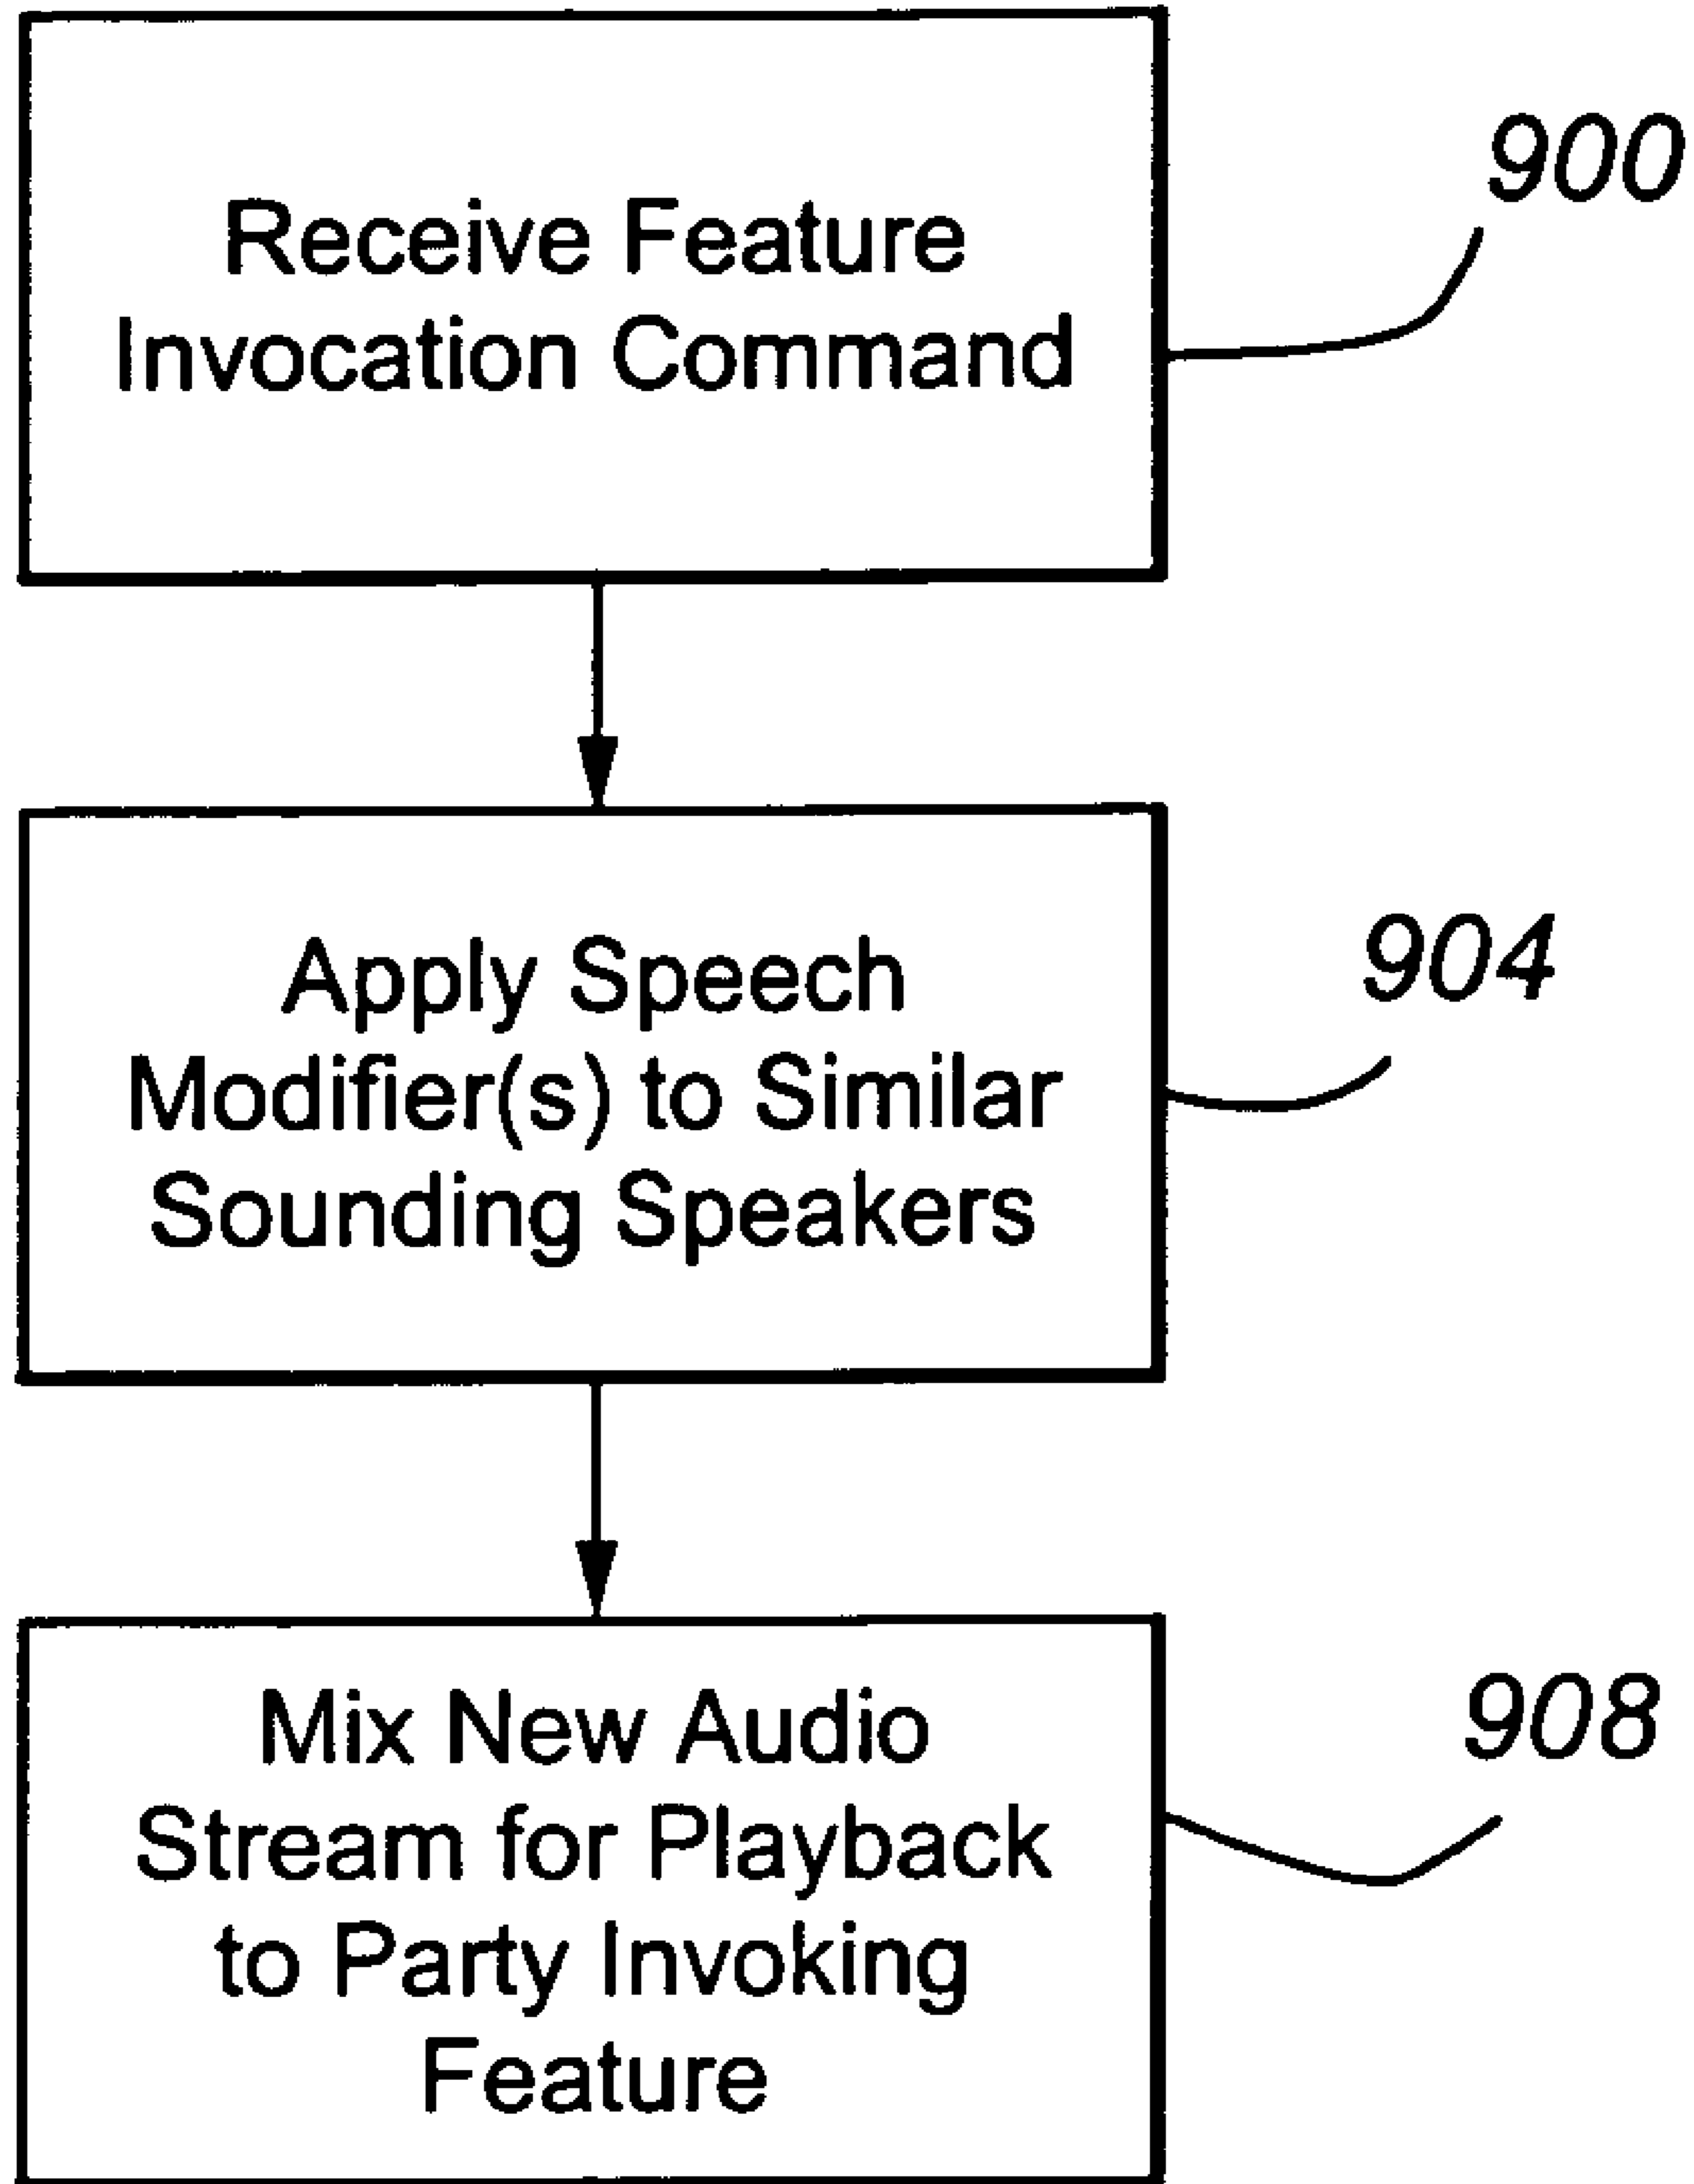 Receive Feature
Invocation Command
900
Apply Speech
Modifier(s) to Similar
Sounding Speakers
904
Mix New Audio
Stream for Playback
to Party Invoking
Feature
908